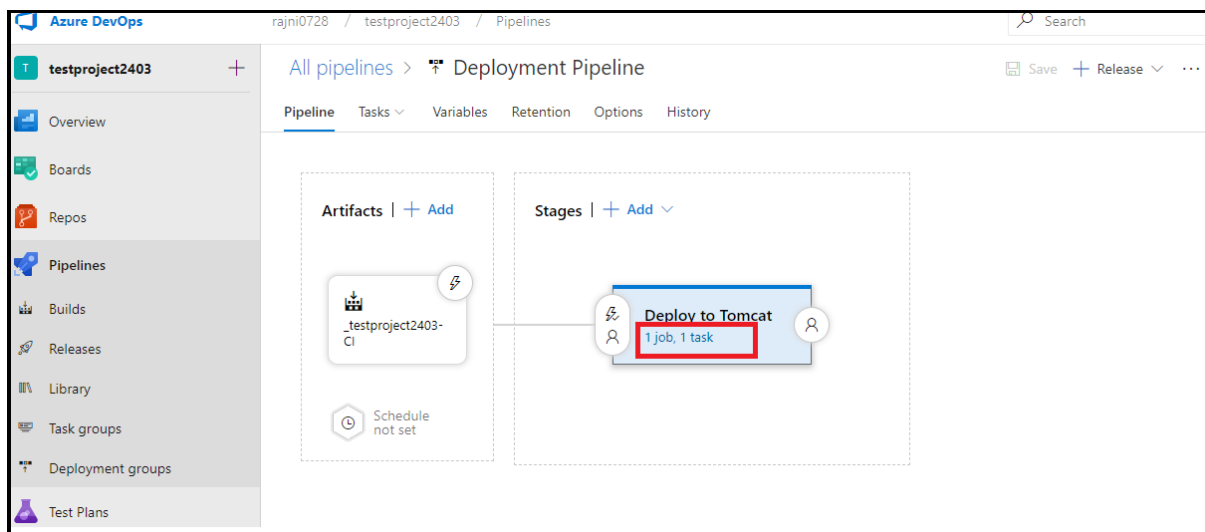 Azure DevOps
rajni0728 / testproject2403 / Pipelines
Search
T
testproject2403
All pipelines > Deployment Pipeline
Save + Release ...
Pipeline Tasks Variables Retention Options History
Overview
Boards
Repos
Pipelines
Builds
Releases
Library
Task groups
Deployment groups
Test Plans
Artifacts | + Add
Stages | + Add
_testproject2403-
CI
Deploy to Tomcat
1 job, 1 task
Schedule
not set